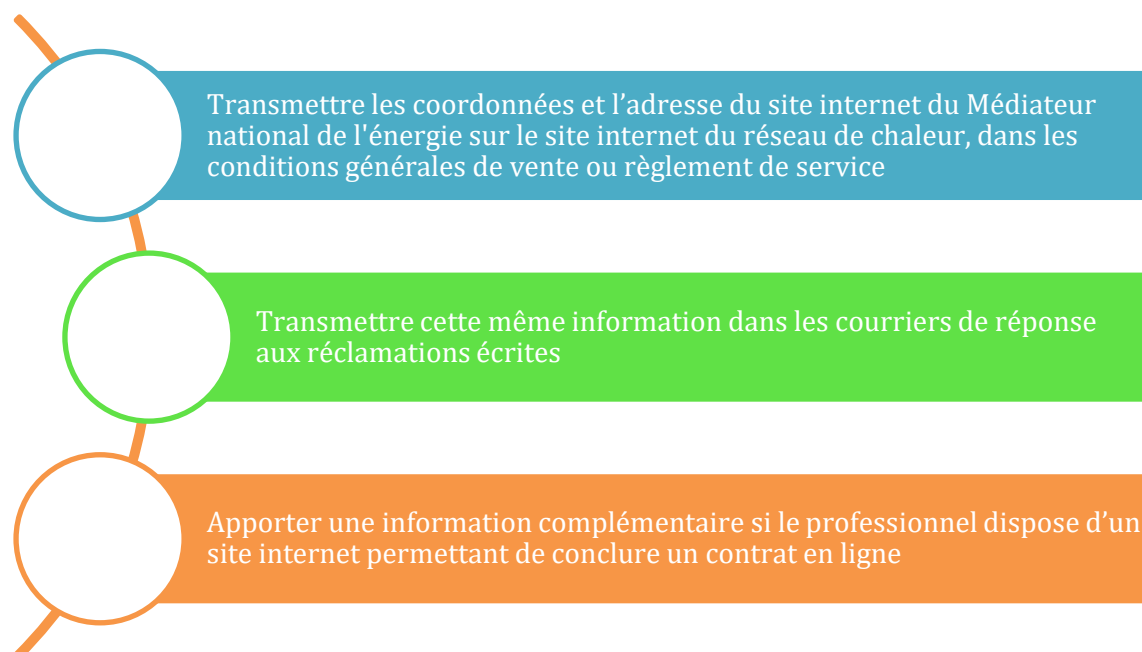 Transmettre les coordonnées et l’adresse du site internet du Médiateur
national de l'énergie sur le site internet du réseau de chaleur, dans les
conditions générales de vente ou règlement de service
Transmettre cette même information dans les courriers de réponse
aux réclamations écrites
Apporter une information complémentaire si le professionnel dispose d’un
site internet permettant de conclure un contrat en ligne